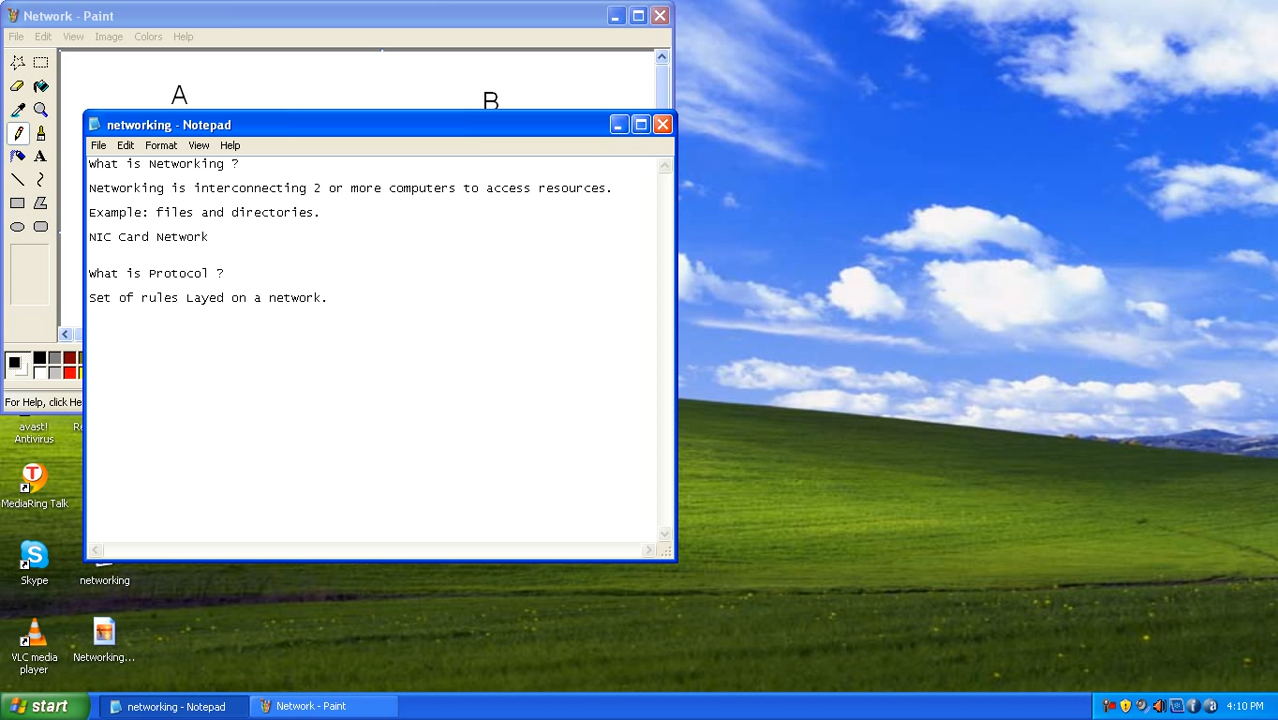 Network - Paint
File Edit View Image Colors Help
A B
networking - Notepad
File Edit Format View Help
What is Networking ?
Networking is interconnecting 2 or more computers to access resources.
Example: files and directories.
NIC Card Network
What is Protocol ?
Set of rules Layed on a network.
For Help, click He
avast!
Antivirus
Re
MediaRing Talk
Skype
networking
VLC media
player
Networking...
start
networking - Notepad
Network - Paint
4:10 PM